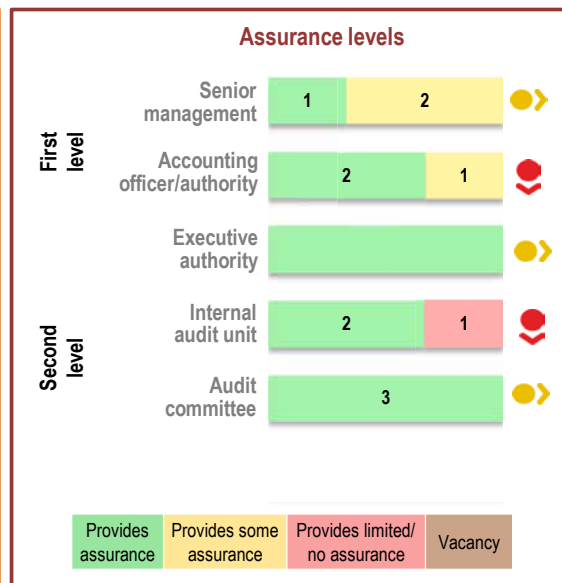 Assurance levels
First
level
Senior
management
1
2
Accounting
officer/authority
2
1
Executive
authority
Second
level
Internal
audit unit
2
1
Audit
committee
3
Provides
assurance
Provides some
assurance
Provides limited/
no assurance
Vacancy